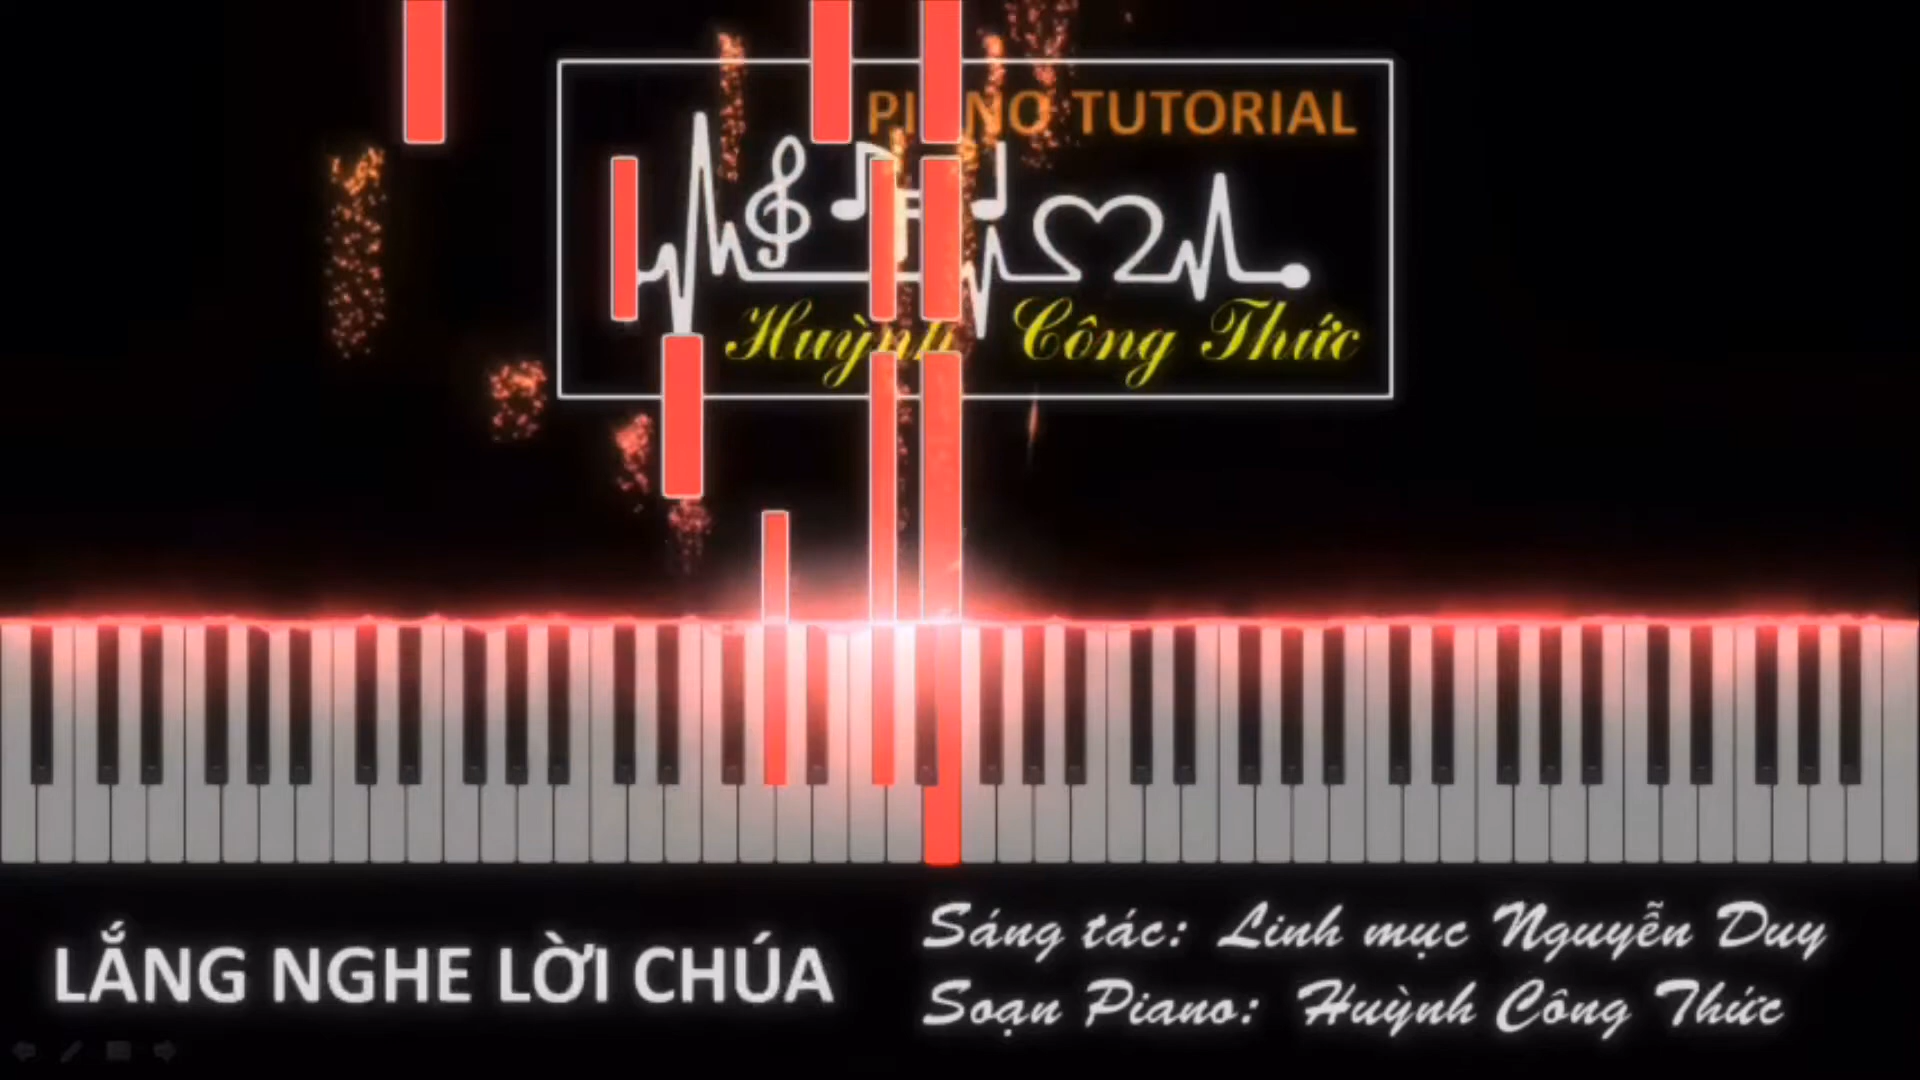 PIANO TUTORIAL
Huỳnh Công Thức
LẮNG NGHE LỜI CHÚA
Sáng tác: Linh mục Nguyễn Duy
Soạn Piano: Huỳnh Công Thức